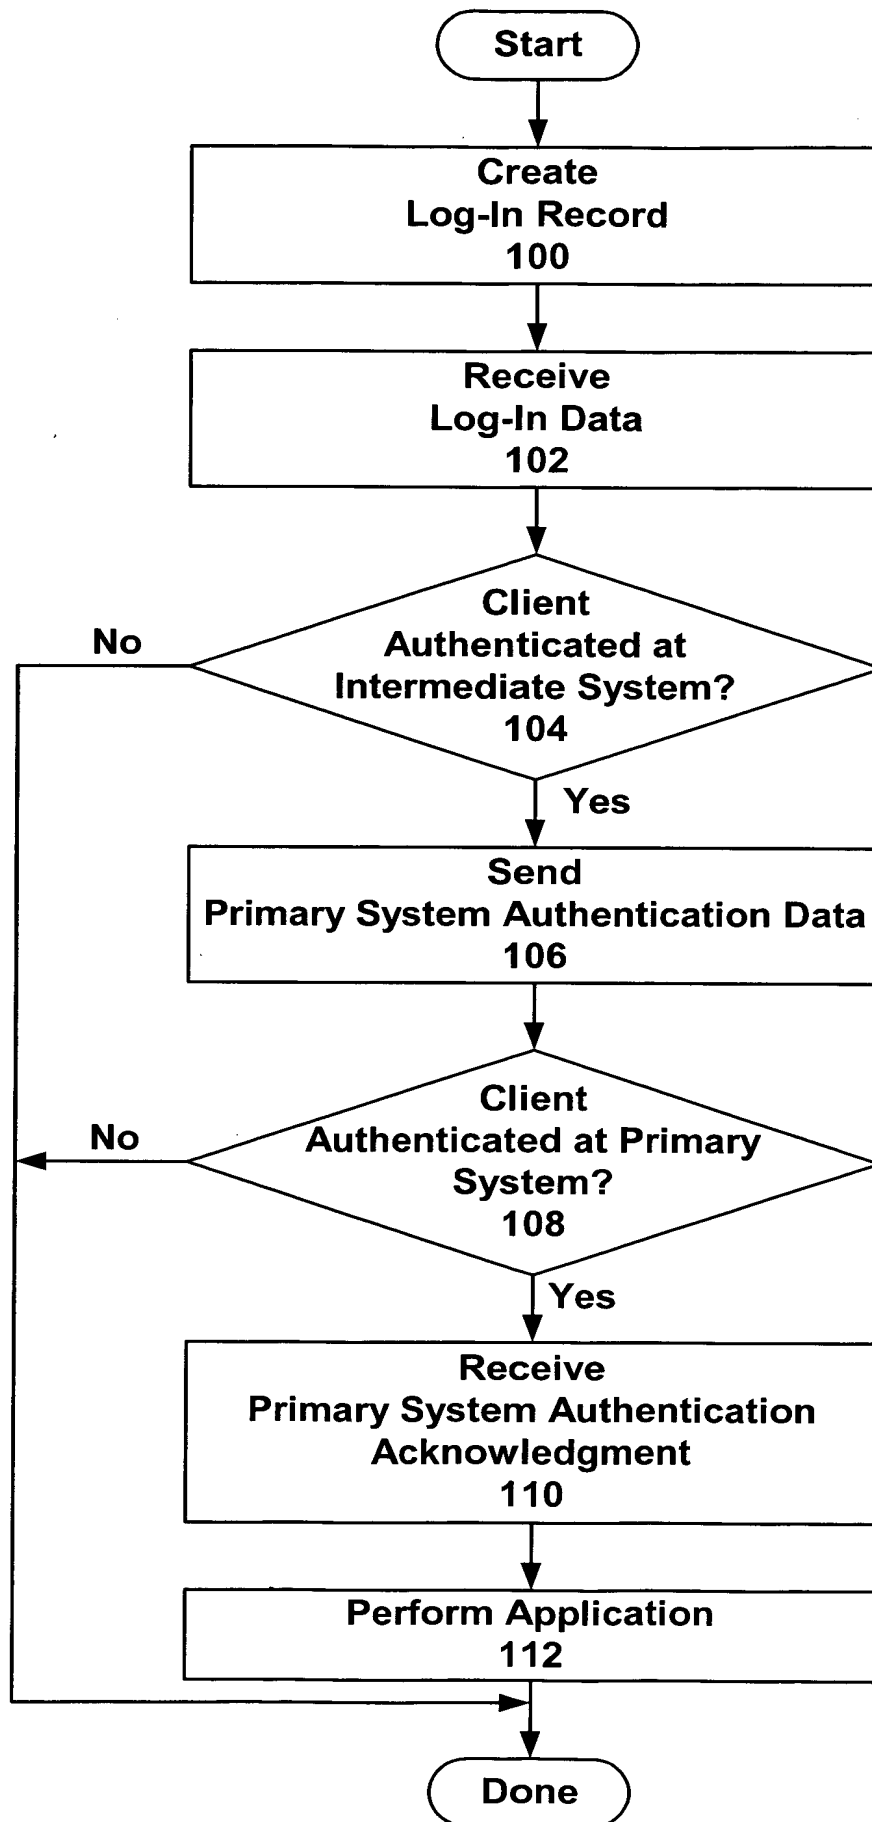 Start
Create
Log-In Record
100
Receive
Log-In Data
102
Client
Authenticated at
Intermediate System?
104
No
Yes
Send
Primary System Authentication Data
106
Client
Authenticated at Primary
System?
108
No
Yes
Receive
Primary System Authentication
Acknowledgment
110
Perform Application
112
Done